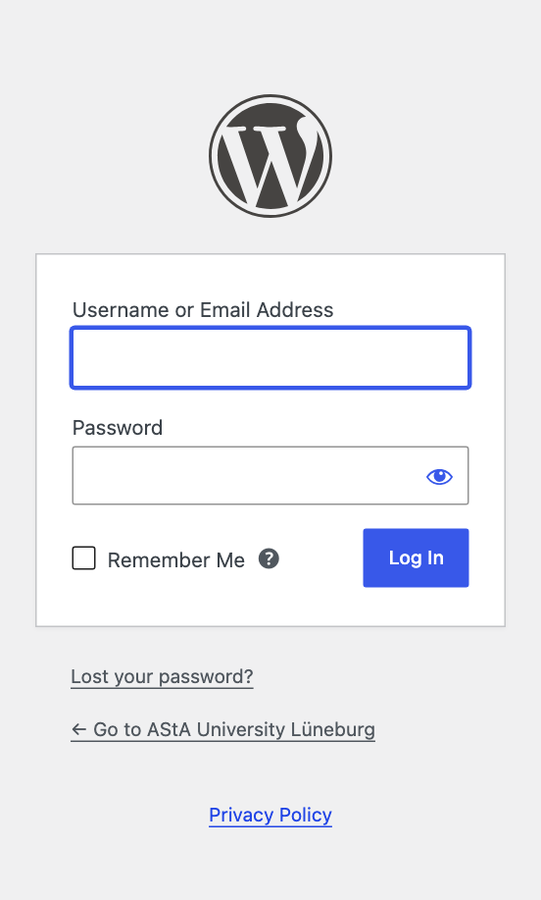 Username or Email Address
Password
Remember Me ?
Log In
Lost your password?
← Go to AStA University Lüneburg
Privacy Policy